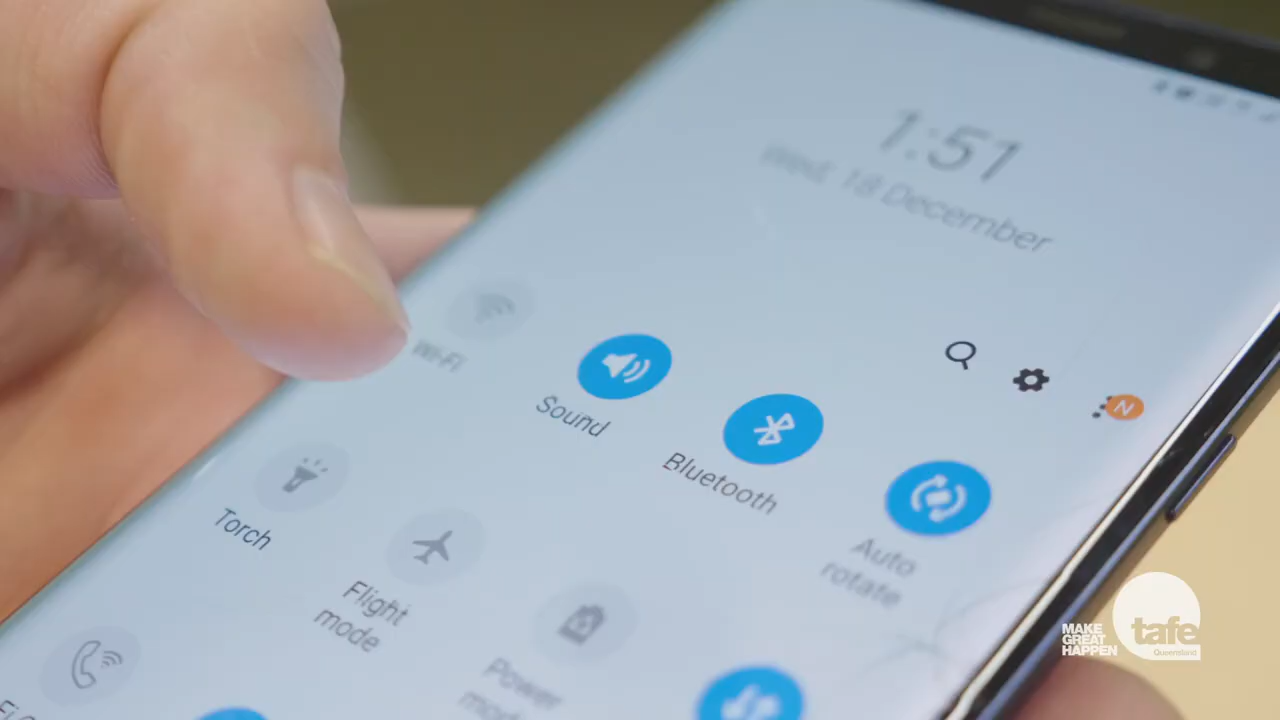 1:51
Wed, 18 December
N
Wi-Fi
Sound
Bluetooth
Auto
rotate
Torch
Flight
mode
Power
MAKE
GREAT
HAPPEN
tafe
Queensland